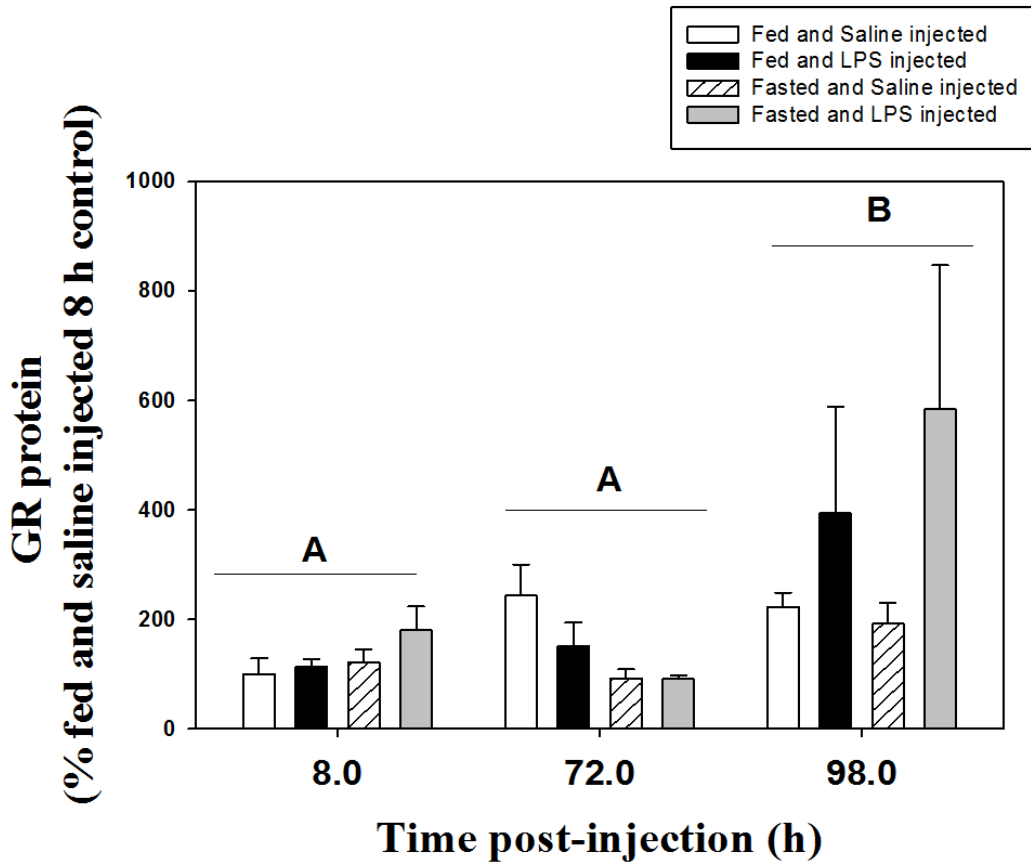 Fed and Saline injected
Fed and LPS injected
Fasted and Saline injected
Fasted and LPS injected
GR protein
(% fed and saline injected 8 h control)
1000
800
600
400
200
0
A
A
B
8.0
72.0
98.0
Time post-injection (h)